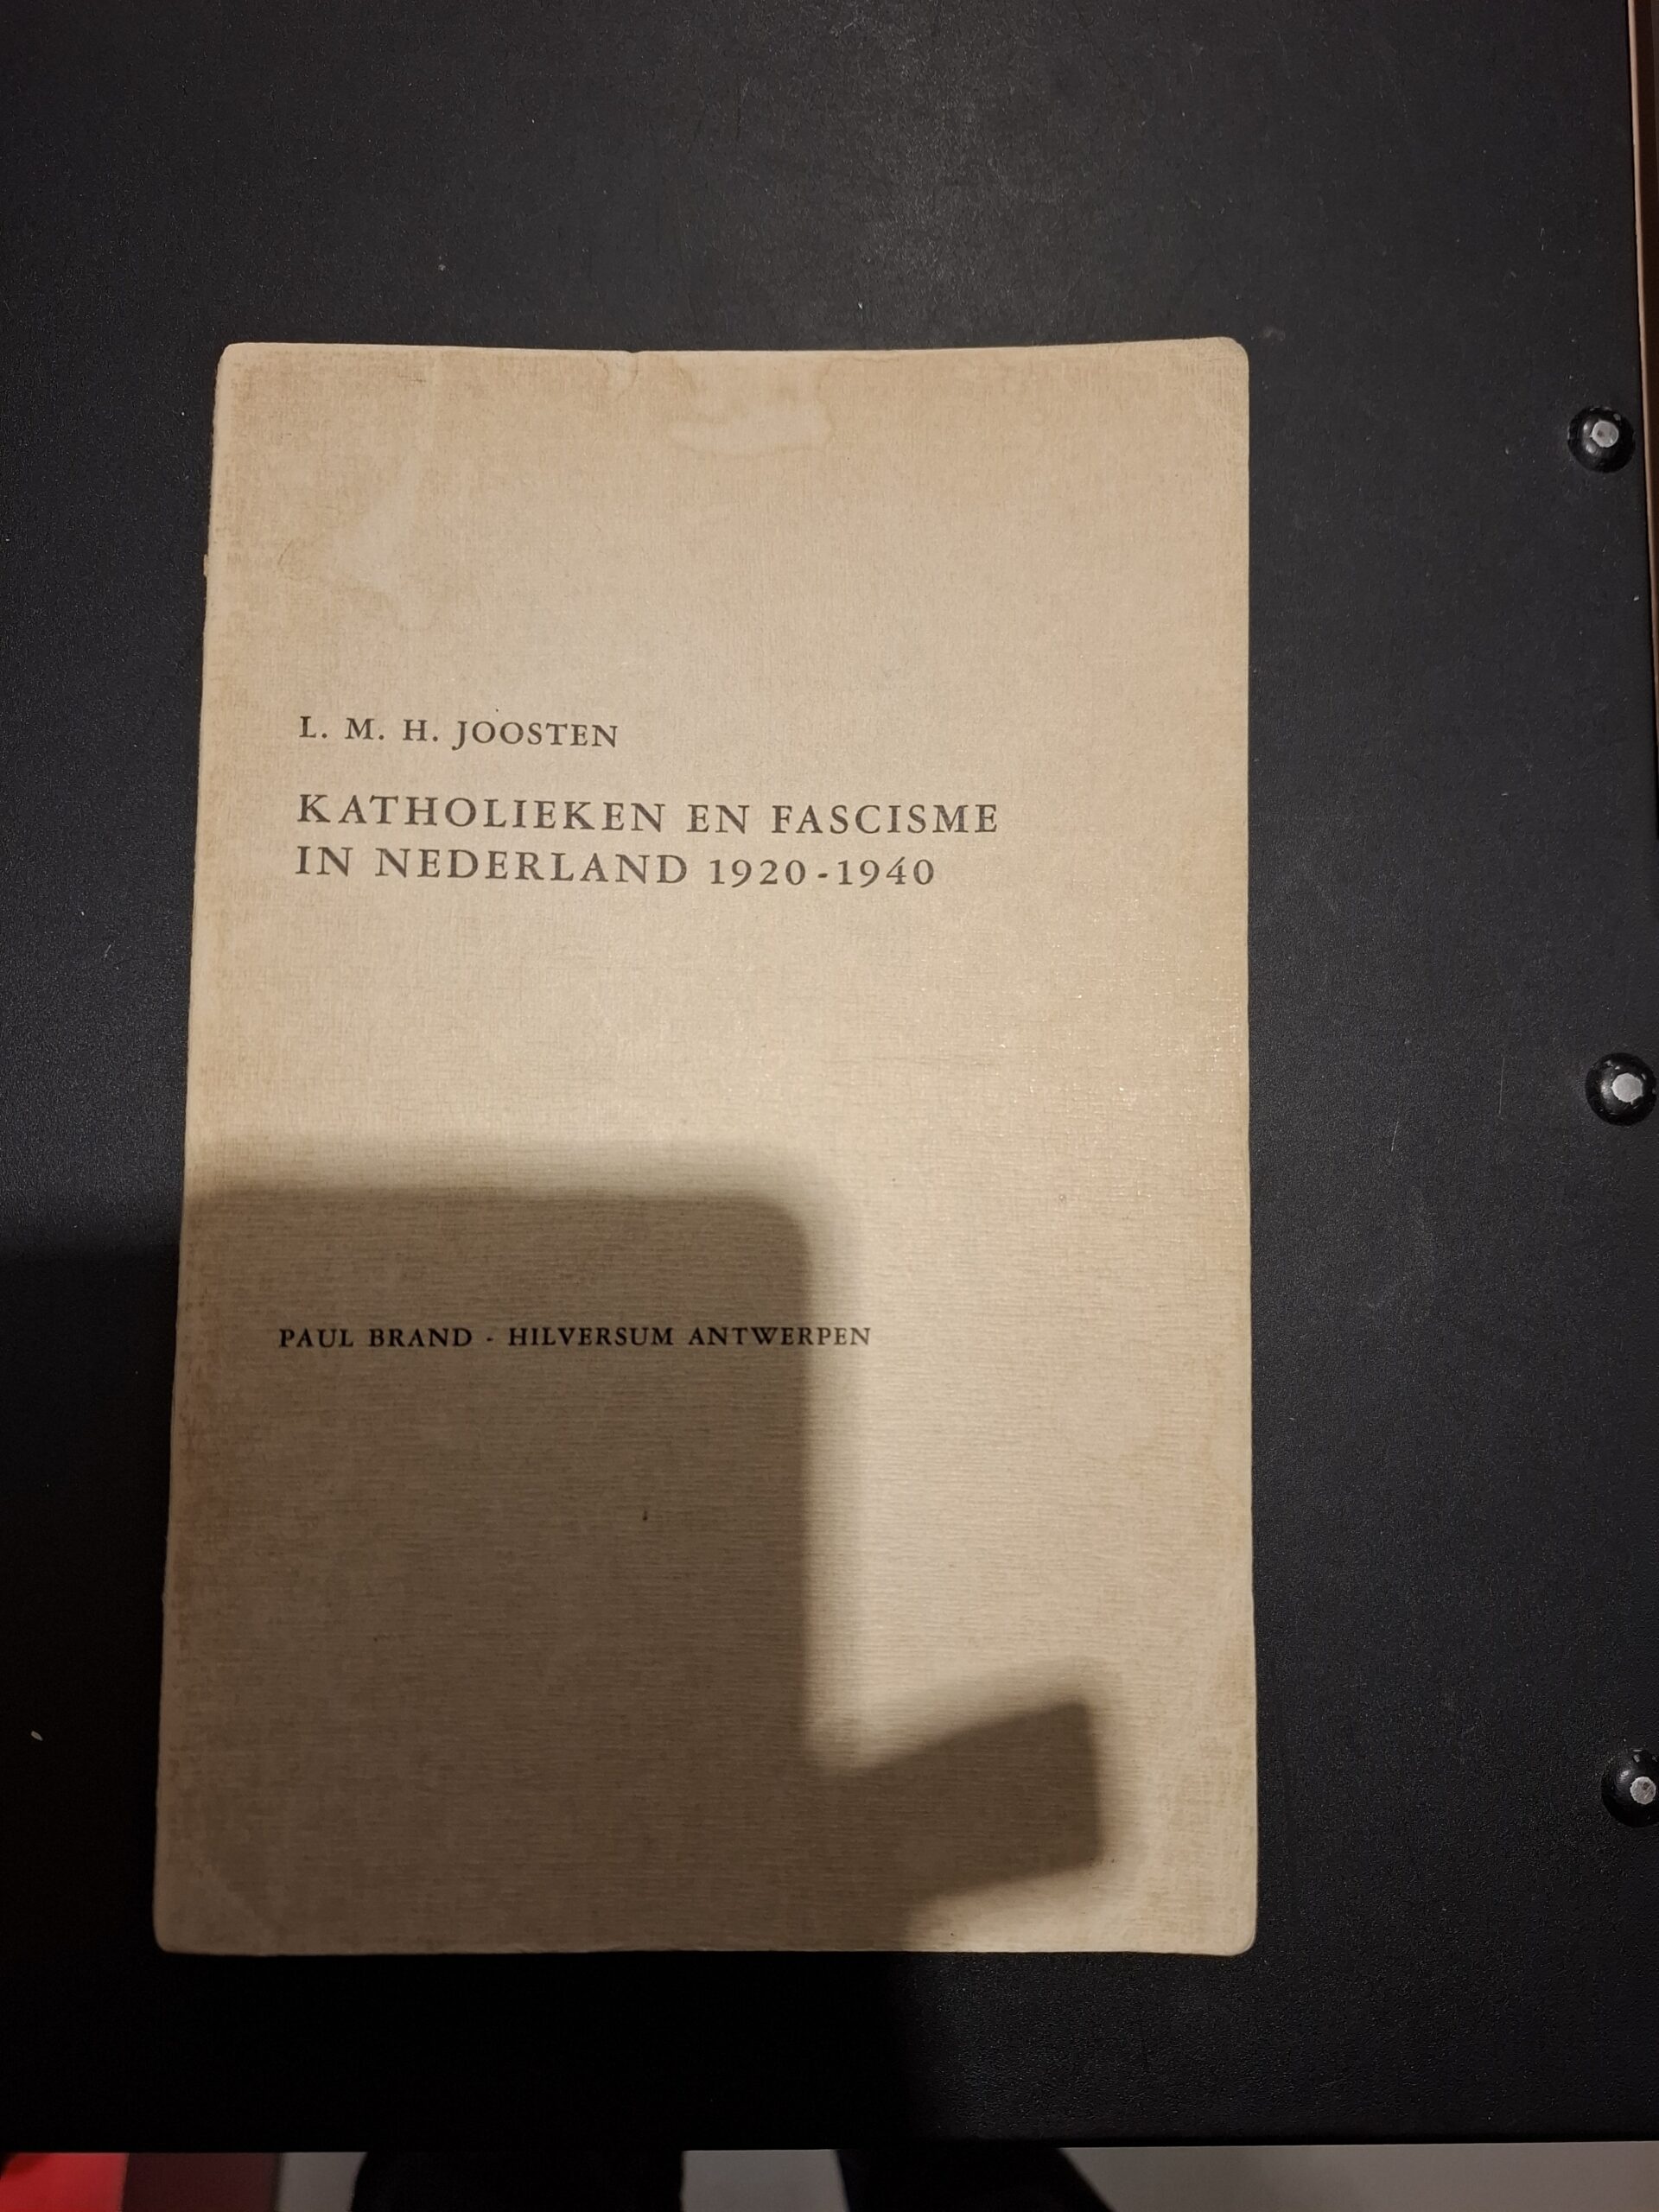 L. M. H. JOOSTEN
KATHOLIEKEN EN FASCISME
IN NEDERLAND 1920-1940
PAUL BRAND - HILVERSUM ANTWERPEN